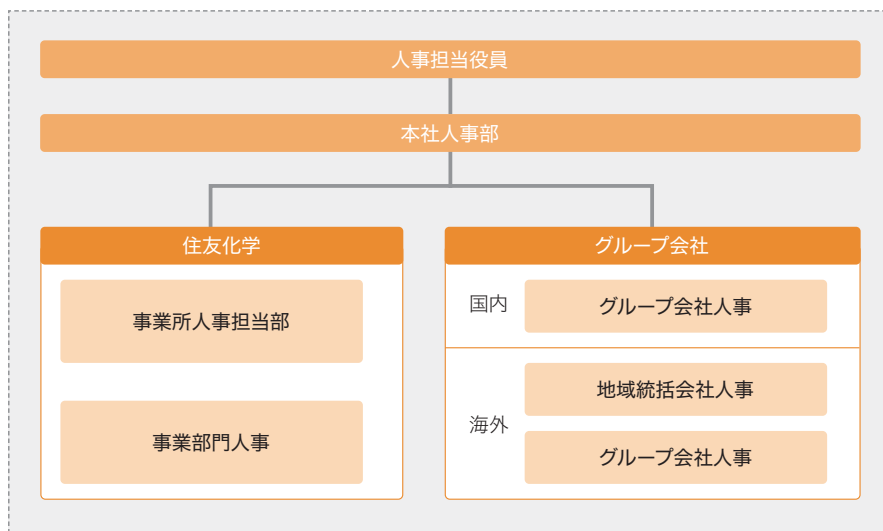 人事担当役員
本社人事部
住友化学
事業所人事担当部
事業部門人事
グループ会社
国内
グループ会社人事
海外
地域統括会社人事
グループ会社人事